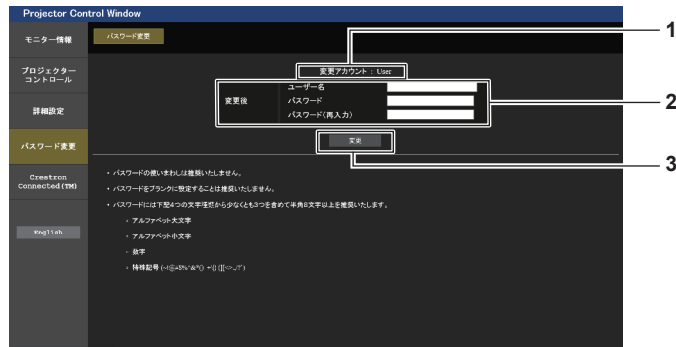 Projector Control Window
モニター情報
プロジェクター
コントロール
詳細設定
パスワード変更
Crestron
Connected(TM)
English
パスワード変更
変更アカウント : User
変更後
ユーザー名
パスワード
パスワード(再入力)
変更
・パスワードの使いまわしは推奨いたしません。
・パスワードをブランクに設定することは推奨いたしません。
・パスワードには下記4つの文字種類から少なくとも3つを含めて半角8文字以上を推奨いたします。
・アルファベット大文字
・アルファベット小文字
・数字
・特殊記号
1
2
3